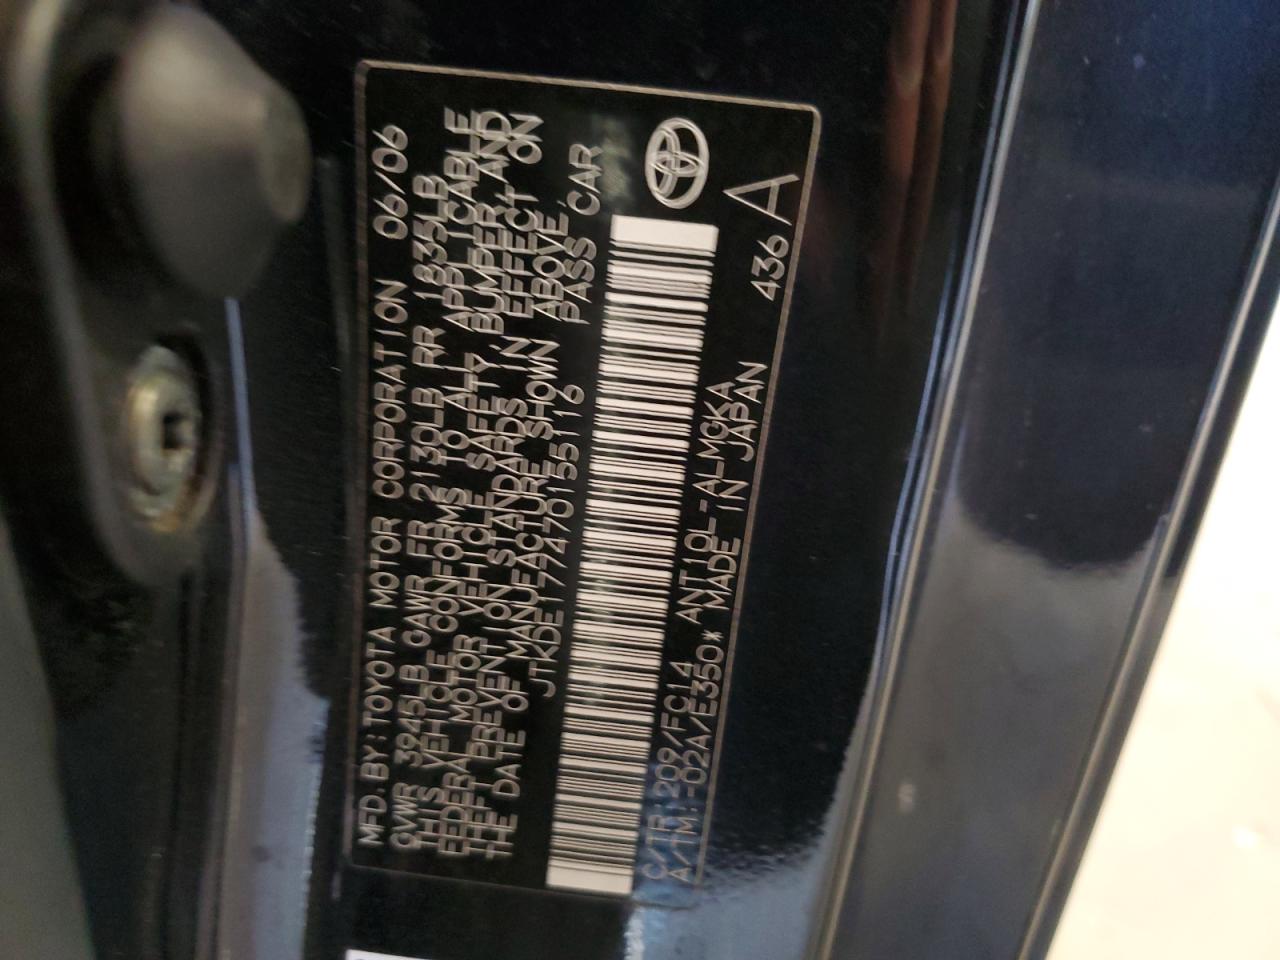 MFD. BY: TOYOTA MOTOR CORPORATION 06/06
GVWR 3945LB GAWR FR 2130LB RR 1835LB
THIS VEHICLE CONFORMS TO ALL APPLICABLE
FEDERAL MOTOR VEHICLE SAFETY, BUMPER, AND
THEFT PREVENTION STANDARDS IN EFFECT ON
THE DATE OF MANUFACTURE SHOWN ABOVE.
JTKDE177470155116 PASS. CAR
C/TR: 209/FC14 ANT10L-ALMGKA
A/TM: -02A/E350* MADE IN JAPAN
436 A